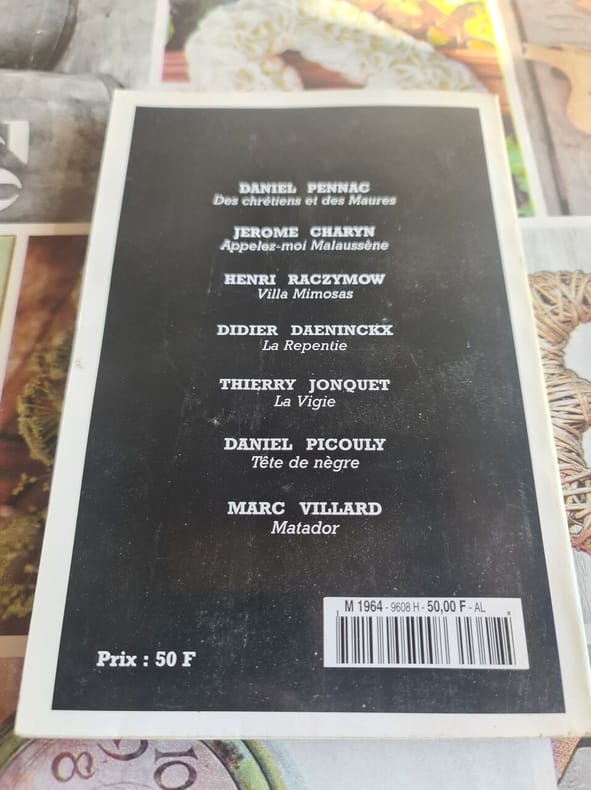 DANIEL PENNAC
Des chrétiens et des Maures
JEROME CHARYN
Appelez-moi Malaussène
HENRI RACZYMOW
Villa Mimosas
DIDIER DAENINCKX
La Repentie
THIERRY JONQUET
La Vigie
DANIEL PICOULY
Tête de nègre
MARC VILLARD
Matador
M 1964 - 9608 H - 50,00 F - AL
Prix : 50 F
8
10